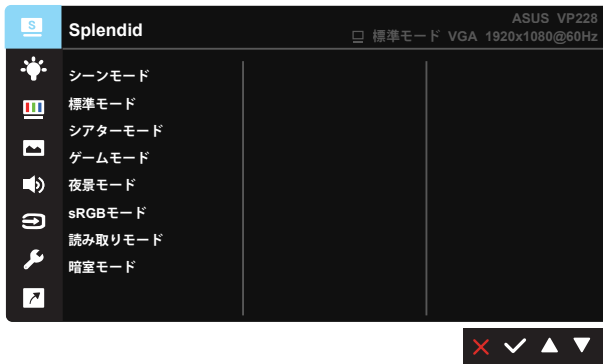 S
Splendid
ASUS VP228
標準モード VGA 1920x1080@60Hz
シーンモード
標準モード
シアターモード
ゲームモード
夜景モード
sRGBモード
読み取りモード
暗室モード